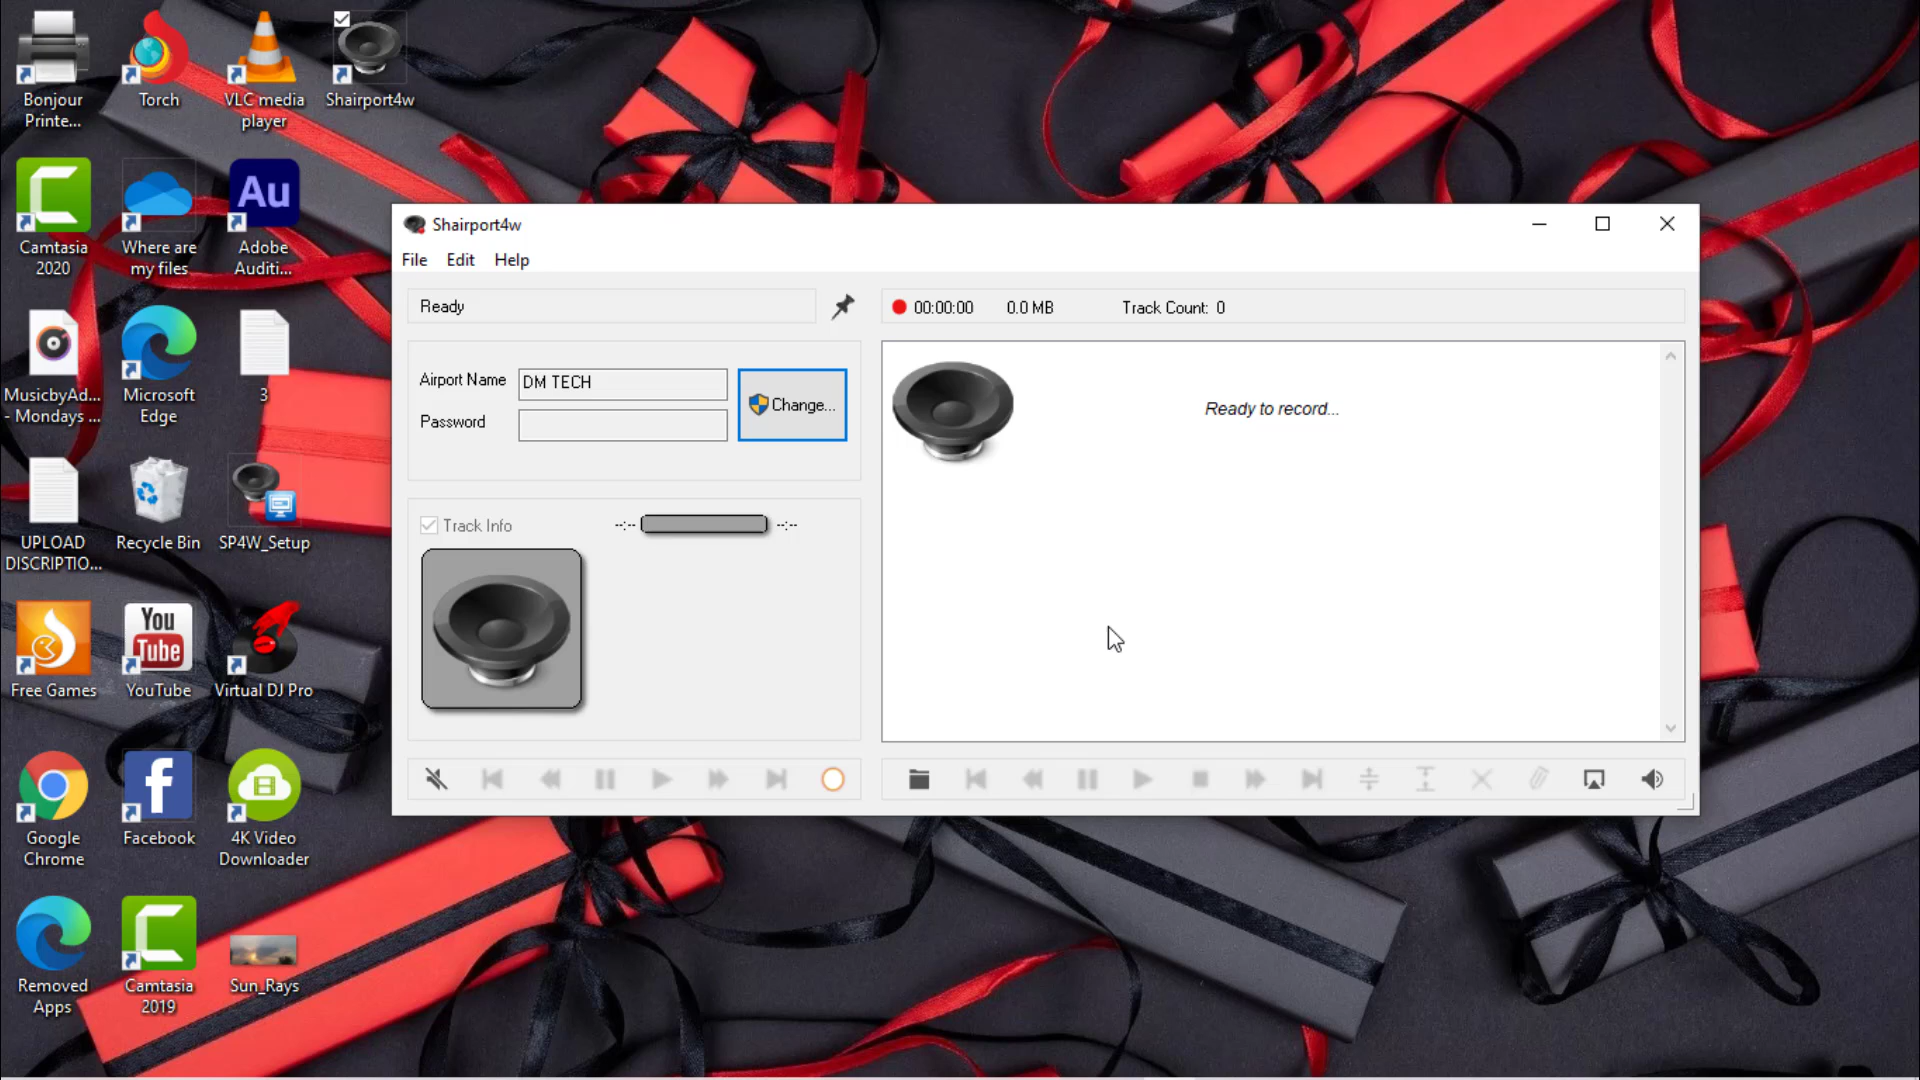 Bonjour
Printe...
Torch
VLC media
player
Shairport4w
Camtasia
2020
Where are
my files
Au
Adobe
Auditi...
MusicbyAd...
- Mondays ...
Microsoft
Edge
3
UPLOAD
DISCRIPTIO...
Recycle Bin
SP4W_Setup
Free Games
You
Tube
YouTube
Virtual DJ Pro
Google
Chrome
Facebook
4K Video
Downloader
Removed
Apps
Camtasia
2019
Sun_Rays
Shairport4w
File Edit Help
Ready
00:00:00 0.0 MB Track Count: 0
Airport Name DM TECH
Password
Change...
Ready to record...
Track Info --:-- --:--